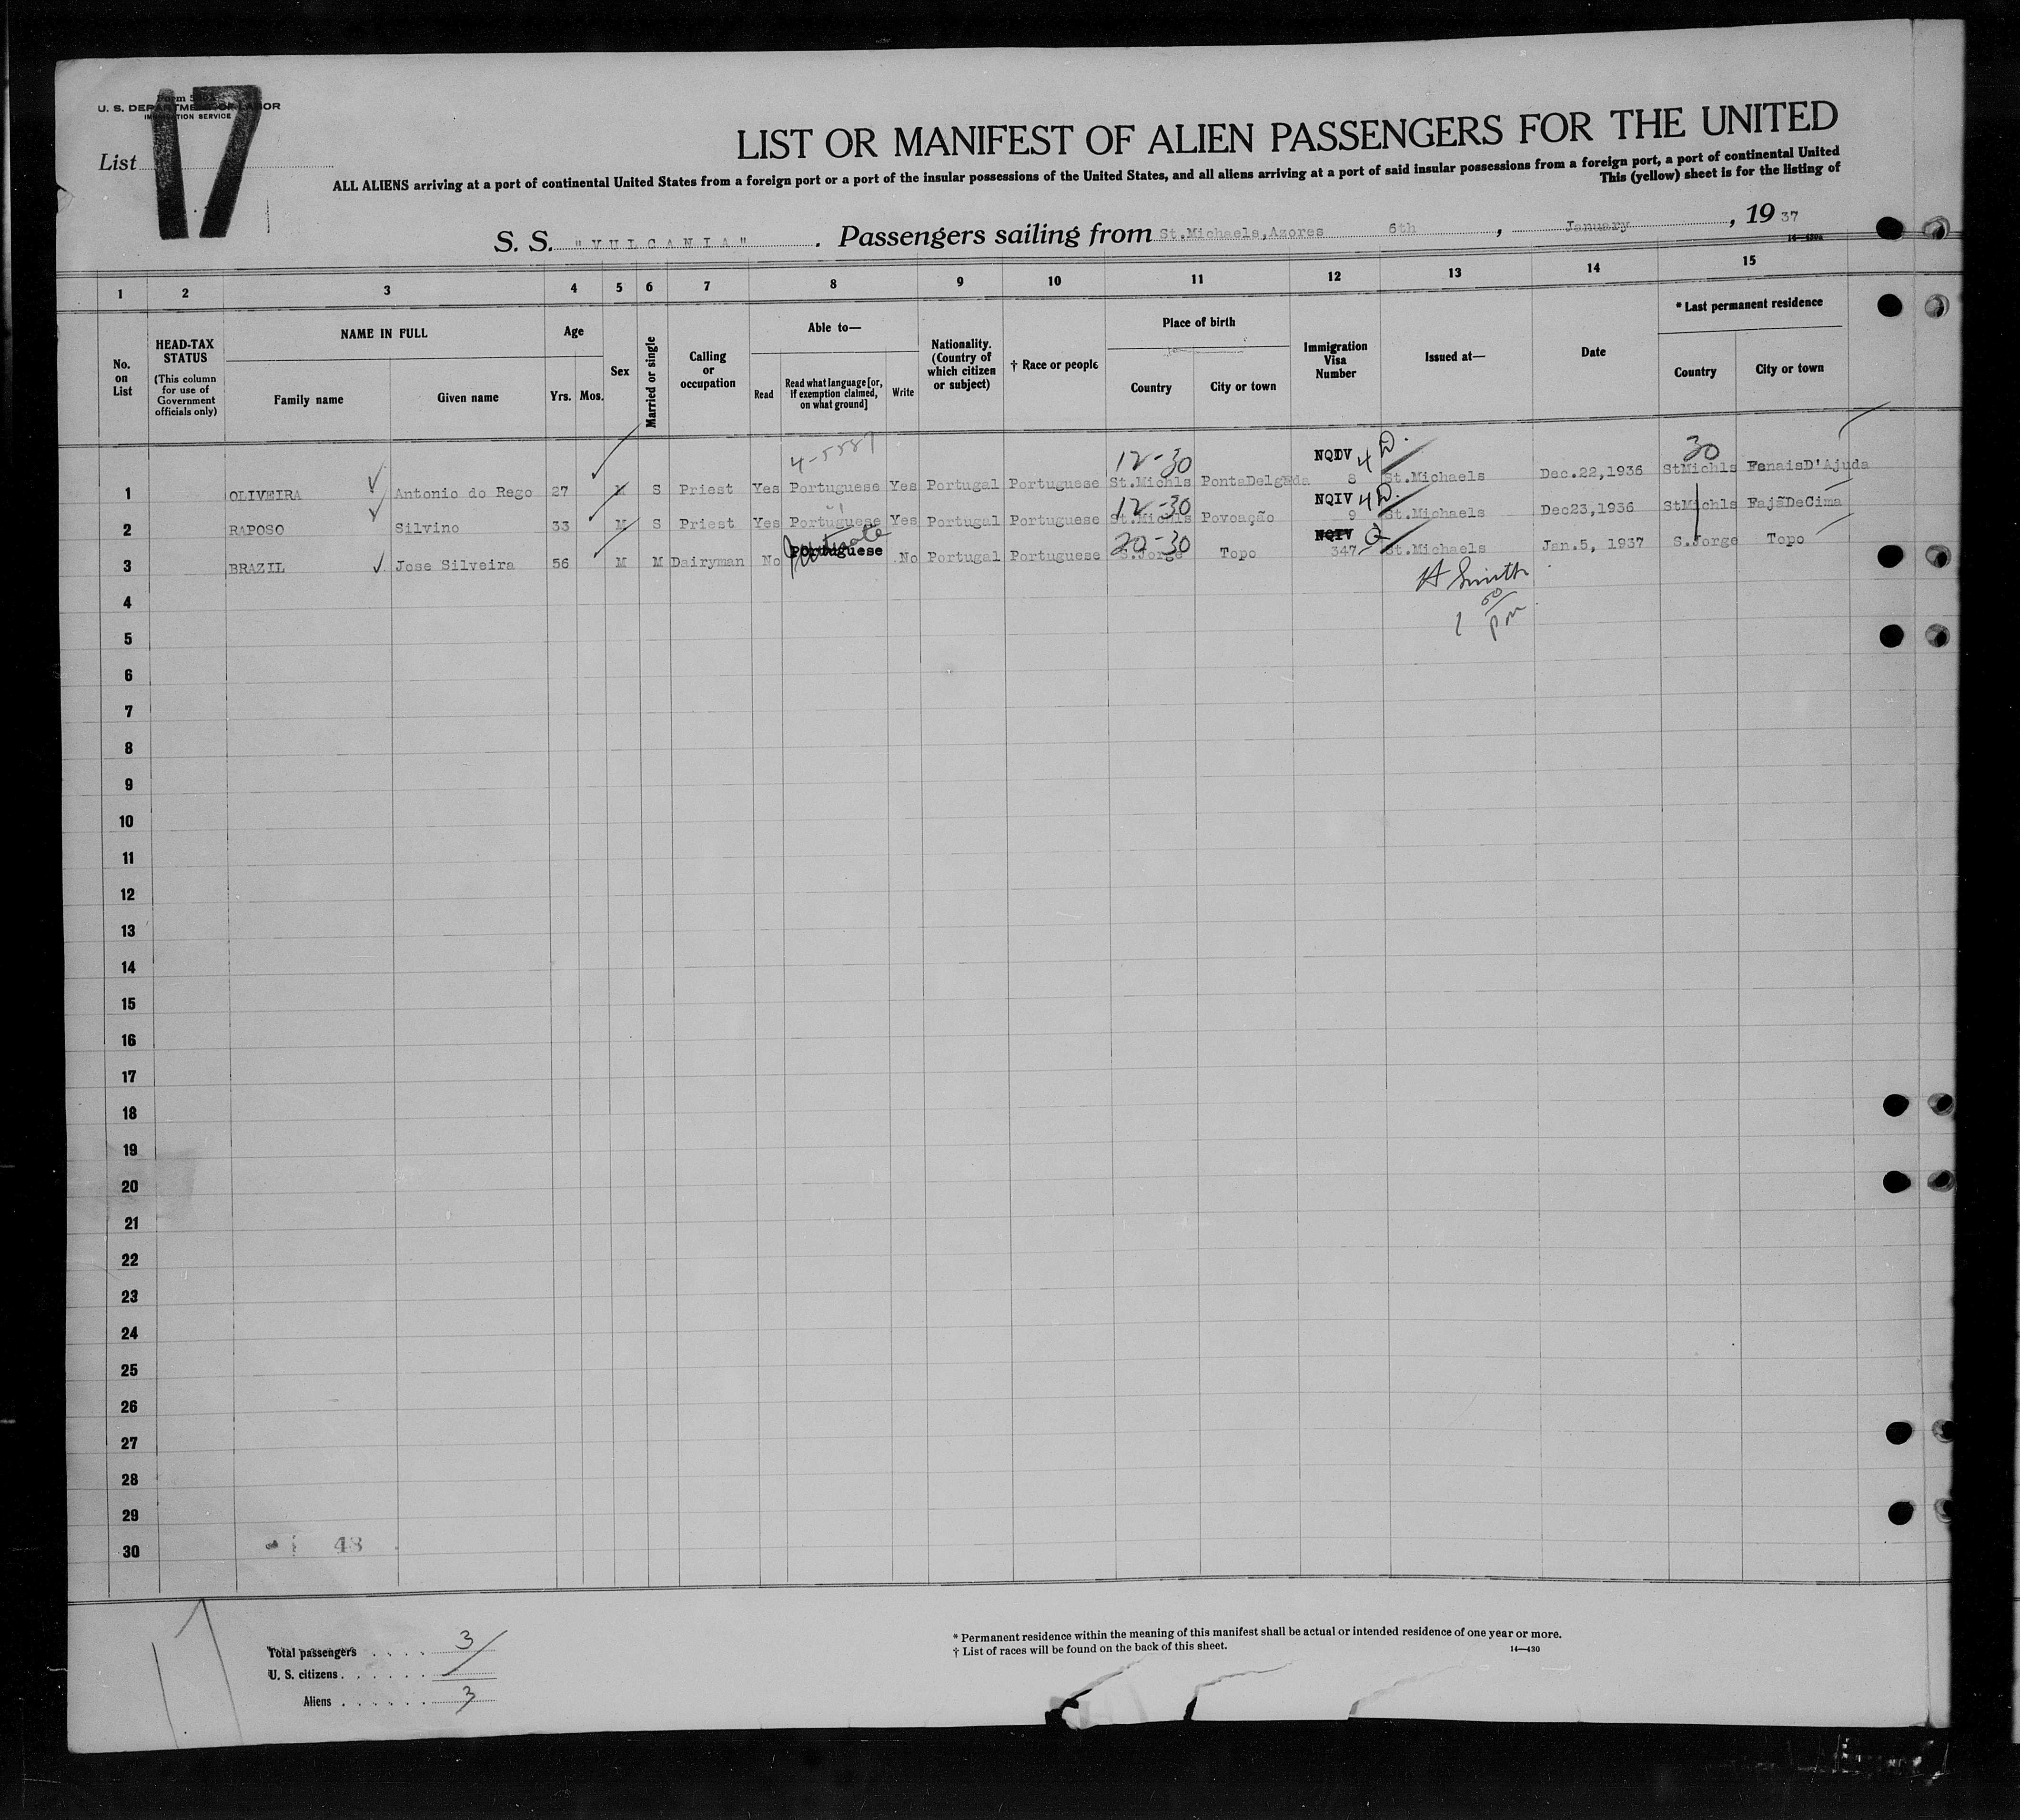 17
U. S. DEPARTMENT OF LABOR
IMMIGRATION SERVICE
List
LIST OR MANIFEST OF ALIEN PASSENGERS FOR THE UNITED
ALL ALIENS arriving at a port of continental United States from a foreign port or a port of the insular possessions of the United States, and all aliens arriving at a port of said insular possessions from a foreign port, a port of continental United
This (yellow) sheet is for the listing of
S. S. "VULCANIA". Passengers sailing from St.Michaels,Azores 6th, January, 1937
14—430a
1 2 3 4 5 6 7 8 9 10 11 12 13 14 15
No. on List
HEAD-TAX STATUS
(This column for use of Government officials only)
NAME IN FULL
Family name Given name
Age
Yrs. Mos.
Sex
Married or single
Calling or occupation
Able to—
Read
Read what language [or, if exemption claimed, on what ground]
Write
Nationality. (Country of which citizen or subject)
† Race or people
Place of birth
Country City or town
Immigration Visa Number
Issued at—
Date
* Last permanent residence
Country City or town
4-5587 12-30 NQIV 4 D. 30
1 OLIVEIRA Antonio do Rego 27 M S Priest Yes Portuguese Yes Portugal Portuguese St.Michls PontaDelgada 8 St.Michaels Dec.22,1936 StMichls FenaisD'Ajuda
12-30 NQIV 4 D.
2 RAPOSO Silvino 33 M S Priest Yes Portuguese Yes Portugal Portuguese St.Michls Povoação 9 St.Michaels Dec23,1936 StMichls FajãDeCima
20-30 NQIV Q
3 BRAZIL Jose Silveira 56 M M Dairyman No Portuguese No Portugal Portuguese S.Jorge Topo 347 St.Michaels Jan.5, 1937 S.Jorge Topo
H Smith
1 50 pm
4
5
6
7
8
9
10
11
12
13
14
15
16
17
18
19
20
21
22
23
24
25
26
27
28
29
30
48
Total passengers 3
U. S. citizens
Aliens 3
* Permanent residence within the meaning of this manifest shall be actual or intended residence of one year or more.
† List of races will be found on the back of this sheet.
14—430